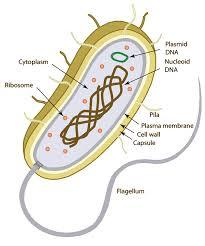 Plasmid
DNA
Nucleoid
DNA
Cytoplasm
Ribosome
Pila
Plasma membrane
Cell wall
Capsule
Flagellum